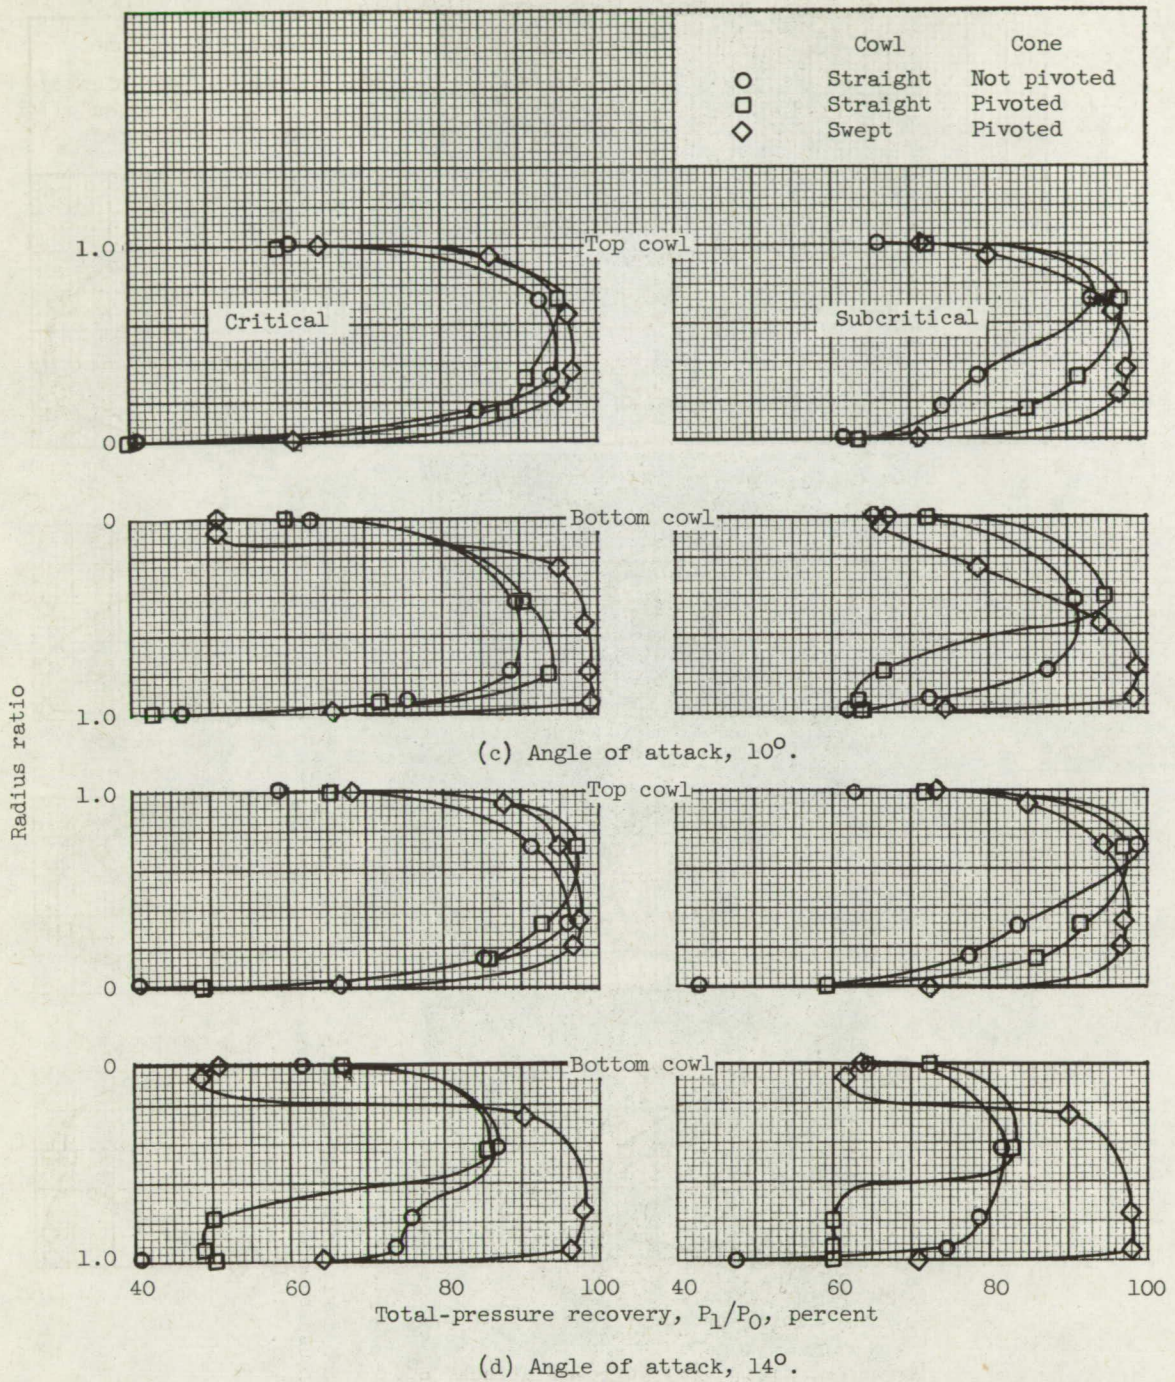 Cowl Cone
Straight Not pivoted
Straight Pivoted
Swept Pivoted
1.0
Top cowl
Critical
Subcritical
0
0
Bottom cowl
1.0
(c) Angle of attack, 10°.
Radius ratio
1.0
Top cowl
0
0
Bottom cowl
1.0
40 60 80 100 40 60 80 100
Total-pressure recovery, P₁/P₀, percent
(d) Angle of attack, 14°.